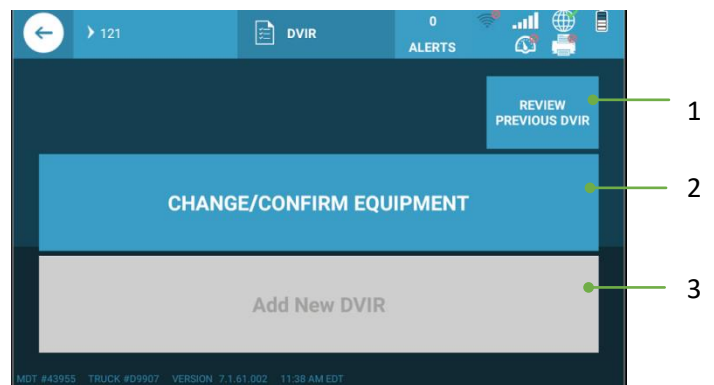 121
DVIR
0
ALERTS
REVIEW
PREVIOUS DVIR
1
CHANGE/CONFIRM EQUIPMENT
2
Add New DVIR
3
MDT #43955 TRUCK #D9907 VERSION 7.1.61.002 11:38 AM EDT